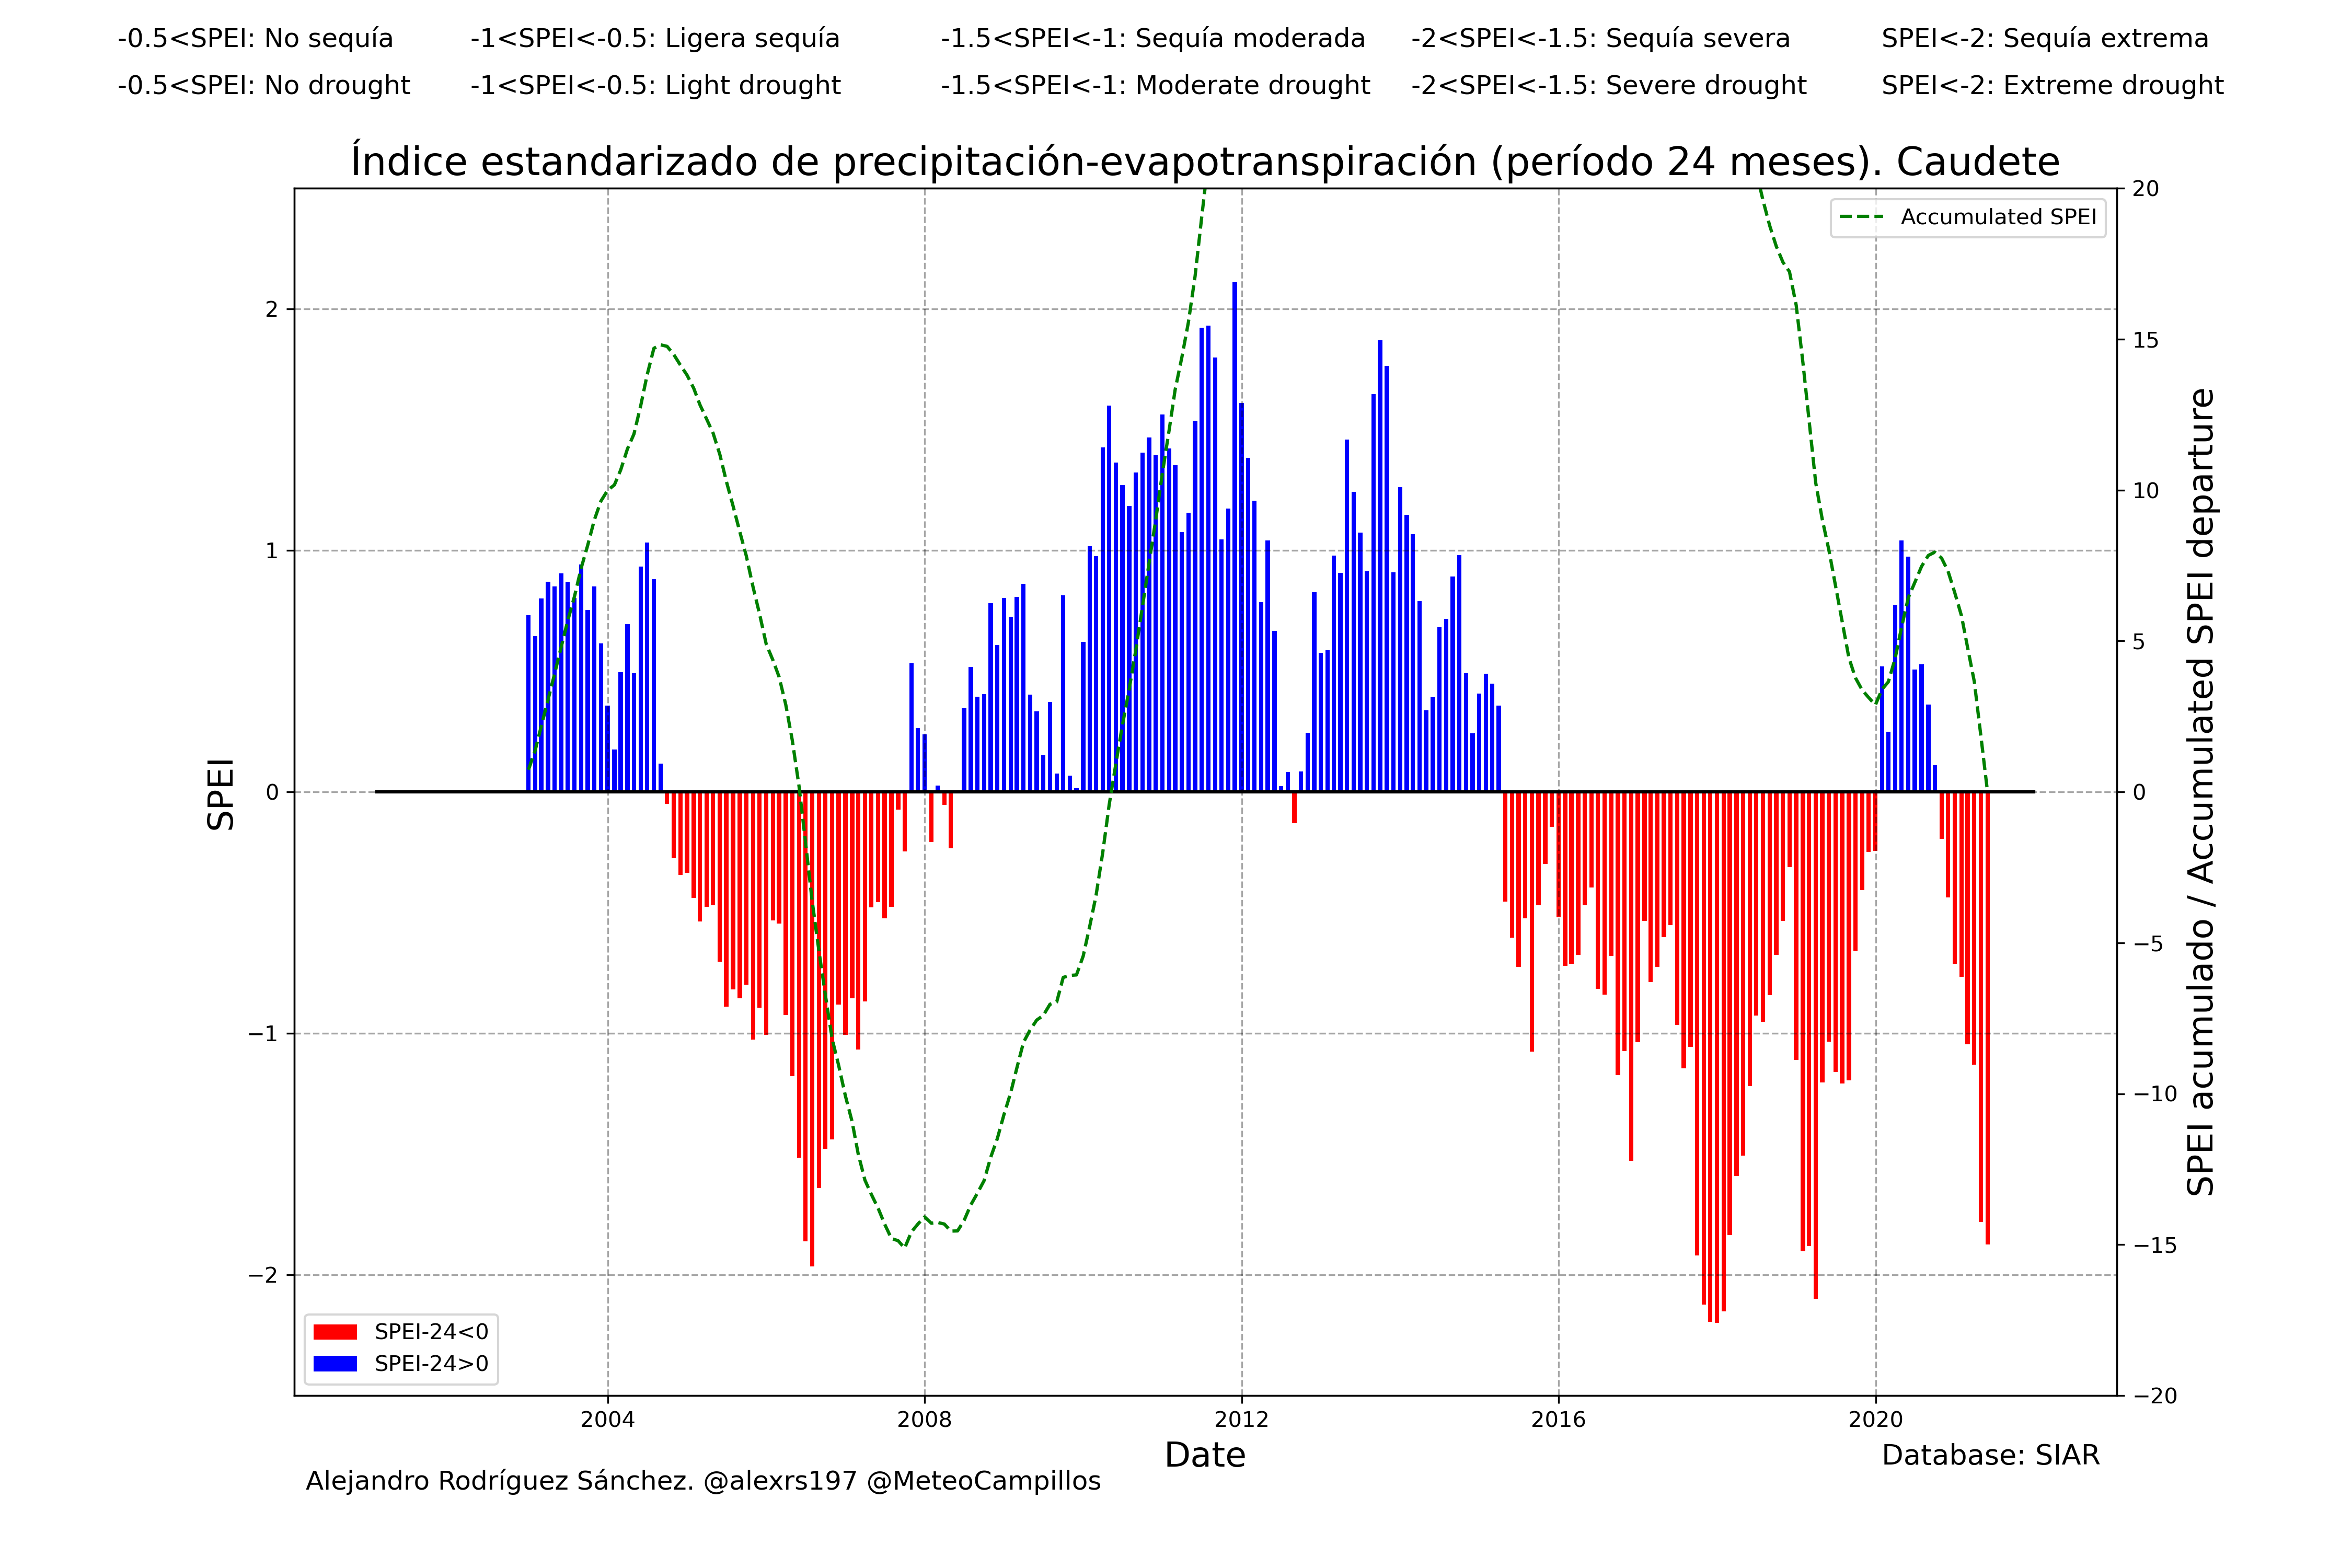 -0.5<SPEI: No sequía -1<SPEI<-0.5: Ligera sequía -1.5<SPEI<-1: Sequía moderada -2<SPEI<-1.5: Sequía severa SPEI<-2: Sequía extrema
-0.5<SPEI: No drought -1<SPEI<-0.5: Light drought -1.5<SPEI<-1: Moderate drought -2<SPEI<-1.5: Severe drought SPEI<-2: Extreme drought
Índice estandarizado de precipitación-evapotranspiración (período 24 meses). Caudete
Accumulated SPEI
SPEI
2
1
0
−1
−2
20
15
10
5
0
−5
−10
−15
−20
SPEI acumulado / Accumulated SPEI departure
SPEI-24<0
SPEI-24>0
2004 2008 2012 2016 2020
Date
Database: SIAR
Alejandro Rodríguez Sánchez. @alexrs197 @MeteoCampillos